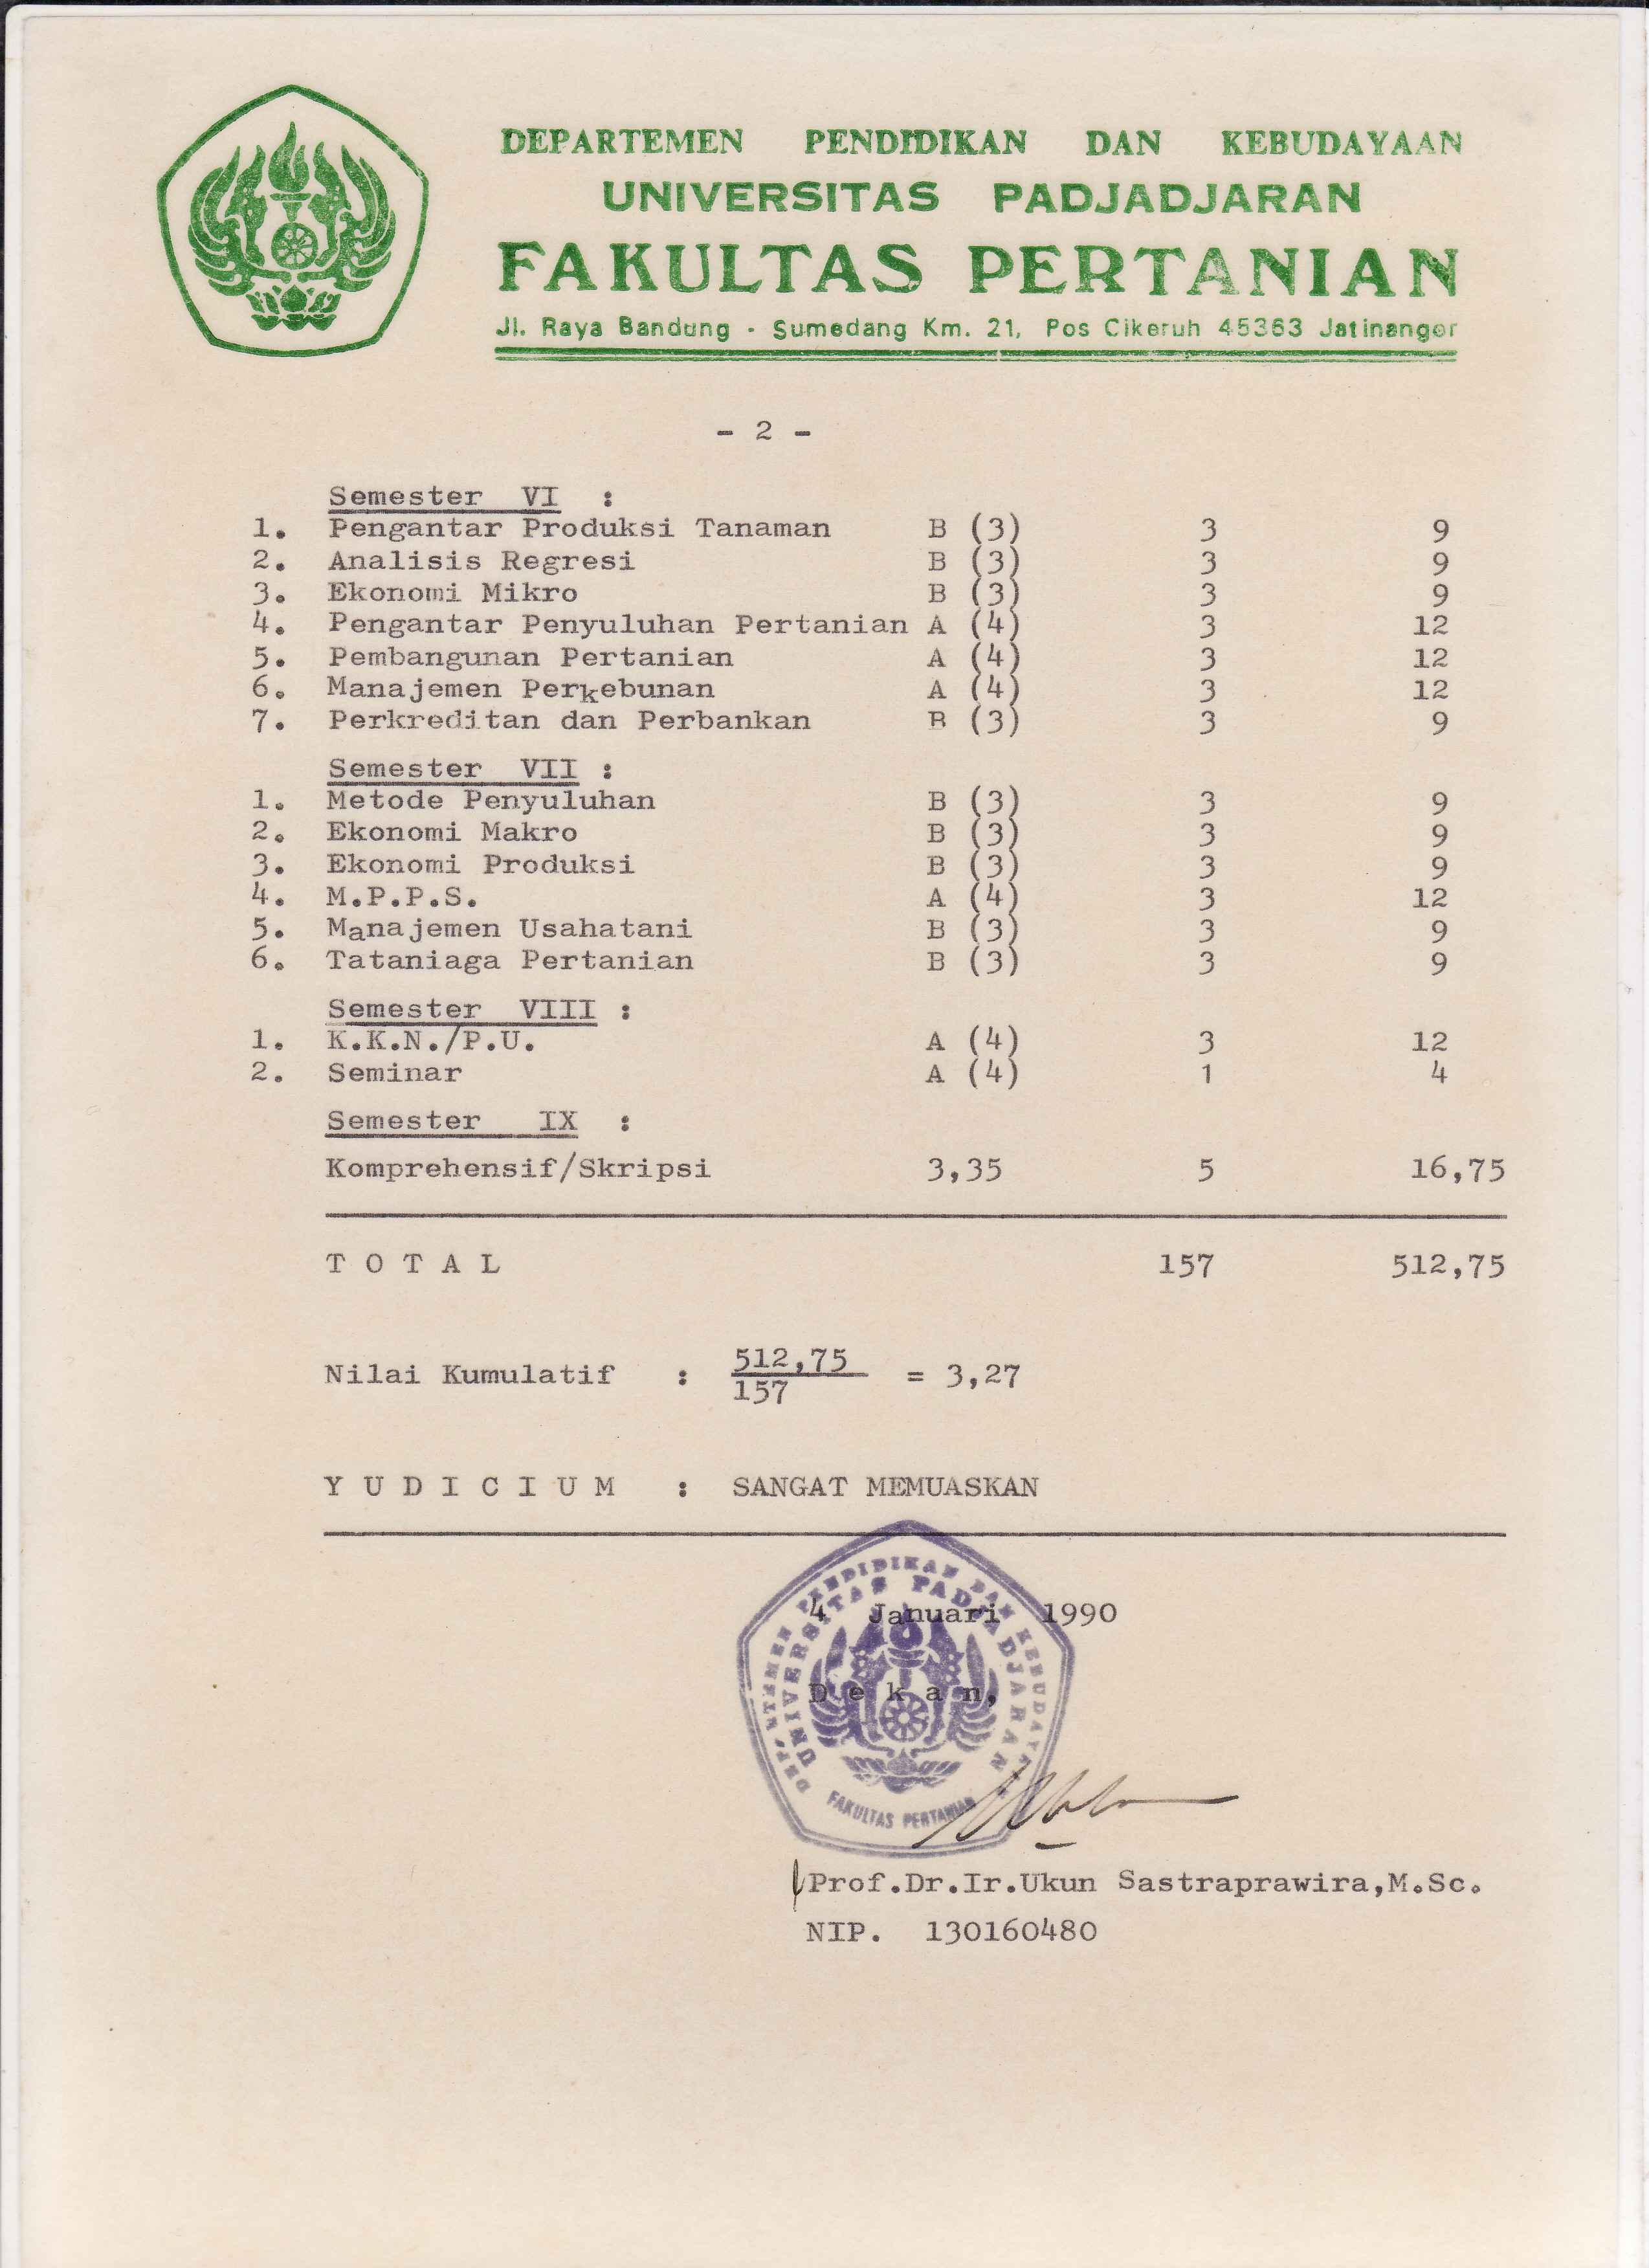 DEPARTEMEN PENDIDIKAN DAN KEBUDAYAAN
UNIVERSITAS PADJADJARAN
FAKULTAS PERTANIAN
Jl. Raya Bandung - Sumedang Km. 21, Pos Cikeruh 45363 Jatinangor
- 2 -
Semester VI :
1. Pengantar Produksi Tanaman B (3) 3 9
2. Analisis Regresi B (3) 3 9
3. Ekonomi Mikro B (3) 3 9
4. Pengantar Penyuluhan Pertanian A (4) 3 12
5. Pembangunan Pertanian A (4) 3 12
6. Manajemen Perkebunan A (4) 3 12
7. Perkreditan dan Perbankan B (3) 3 9
Semester VII :
1. Metode Penyuluhan B (3) 3 9
2. Ekonomi Makro B (3) 3 9
3. Ekonomi Produksi B (3) 3 9
4. M.P.P.S. A (4) 3 12
5. Manajemen Usahatani B (3) 3 9
6. Tataniaga Pertanian B (3) 3 9
Semester VIII :
1. K.K.N./P.U. A (4) 3 12
2. Seminar A (4) 1 4
Semester IX :
Komprehensif/Skripsi 3,35 5 16,75
T O T A L 157 512,75
Nilai Kumulatif : 512,75
157 = 3,27
Y U D I C I U M : SANGAT MEMUASKAN
4 Januari 1990
D e k a n,
DEPARTEMEN PENDIDIKAN DAN KEBUDAYAAN
UNIVERSITAS PADJADJARAN
FAKULTAS PERTANIAN
Prof.Dr.Ir.Ukun Sastraprawira,M.Sc.
NIP. 130160480